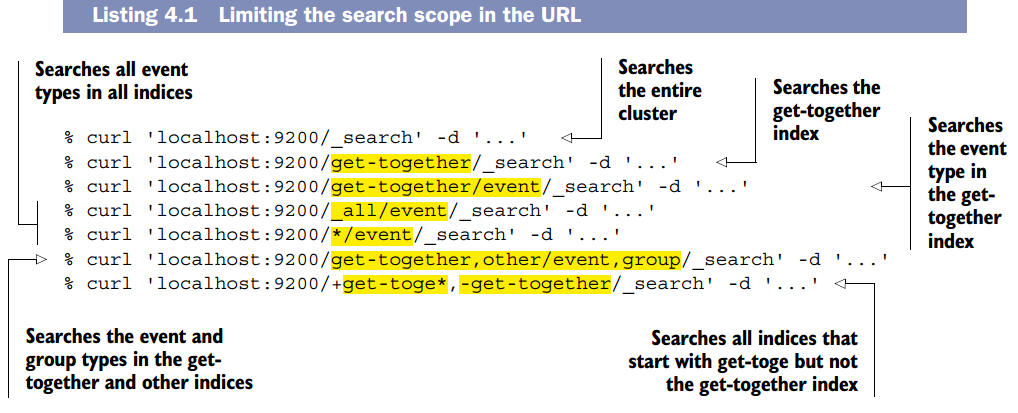 Listing 4.1 Limiting the search scope in the URL
Searches all event
types in all indices
Searches
the entire
cluster
Searches the
get-together
index
Searches
the event
type in
the get-
together
index
% curl 'localhost:9200/_search' -d '...'
% curl 'localhost:9200/get-together/_search' -d '...'
% curl 'localhost:9200/get-together/event/_search' -d '...'
% curl 'localhost:9200/_all/event/_search' -d '...'
% curl 'localhost:9200/*/event/_search' -d '...'
% curl 'localhost:9200/get-together,other/event,group/_search' -d '...'
% curl 'localhost:9200/+get-toge*,-get-together/_search' -d '...'
Searches the event and
group types in the get-
together and other indices
Searches all indices that
start with get-toge but not
the get-together index